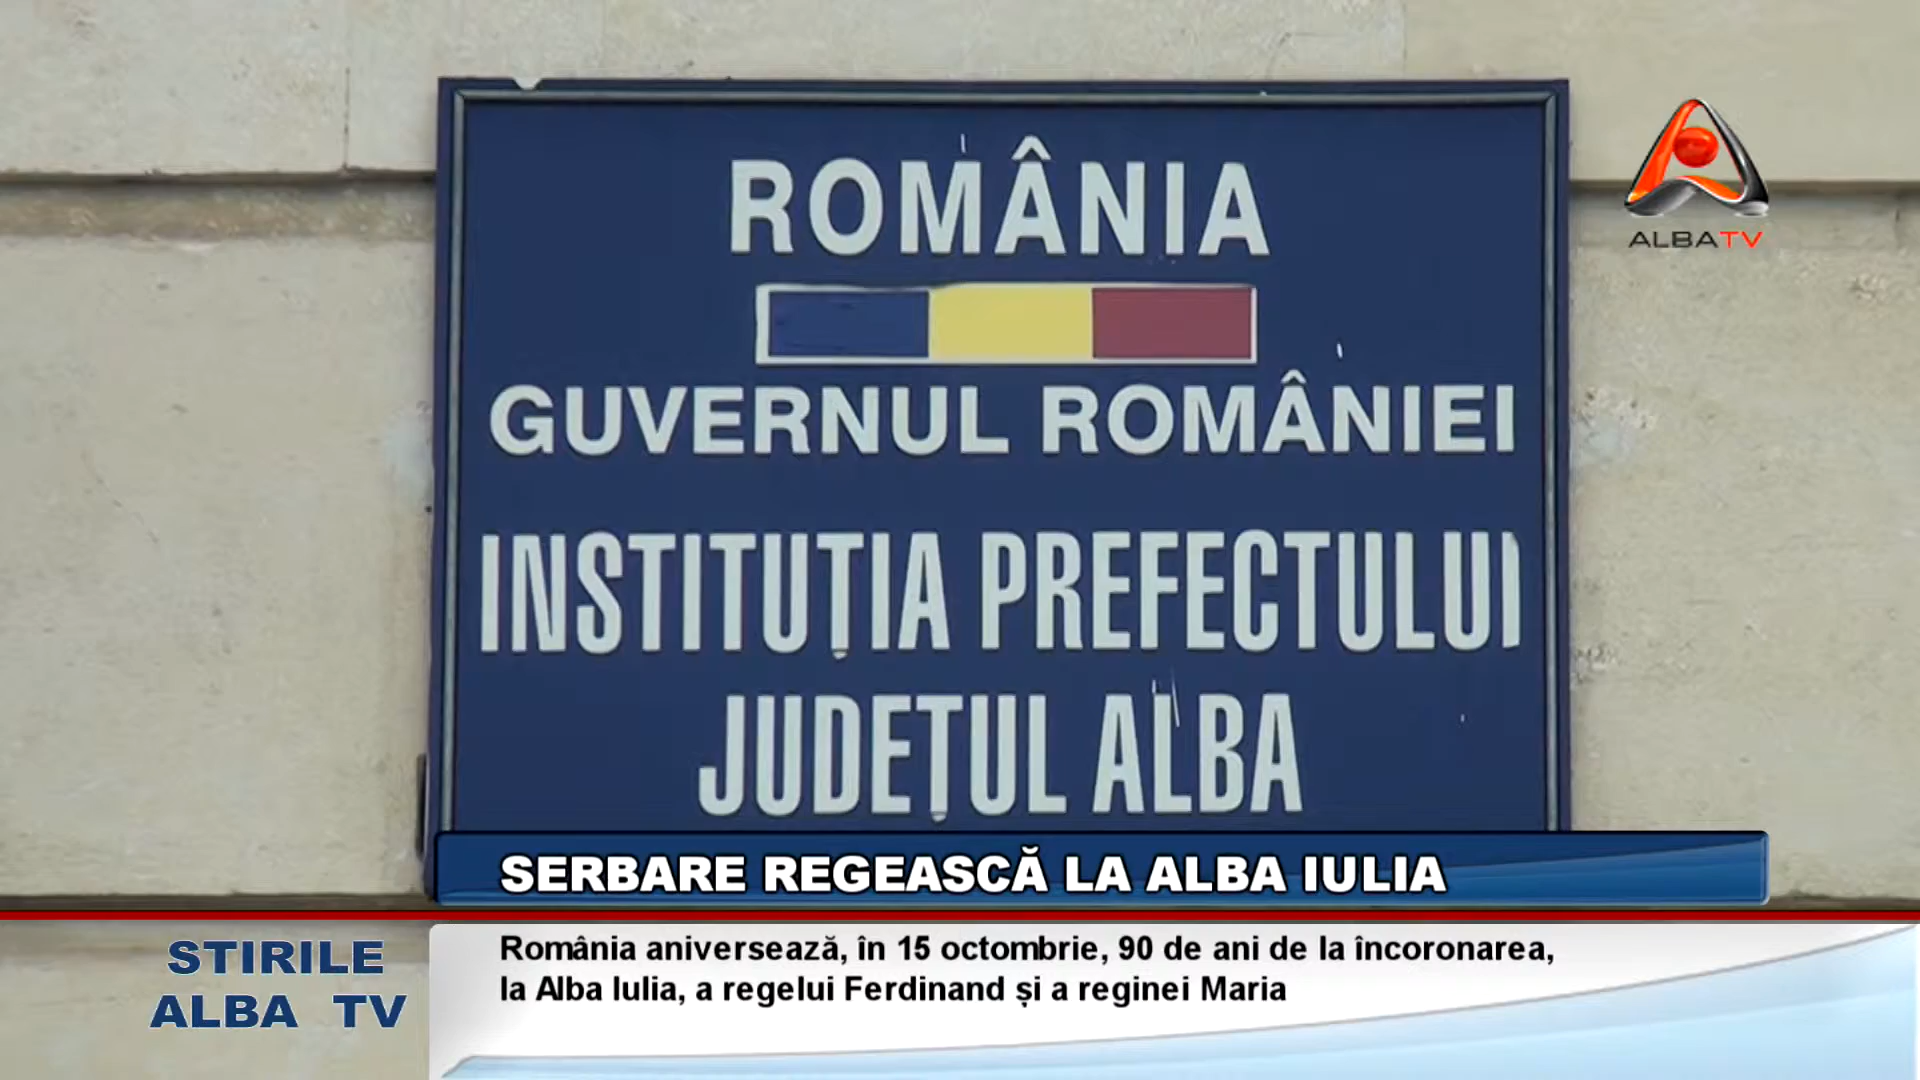 ROMÂNIA
ALBATV
GUVERNUL ROMÂNIEI
INSTITUȚIA PREFECTULUI
JUDEȚUL ALBA
SERBARE REGEASCĂ LA ALBA IULIA
STIRILE
ALBA TV
România aniversează, în 15 octombrie, 90 de ani de la încoronarea,
la Alba Iulia, a regelui Ferdinand și a reginei Maria